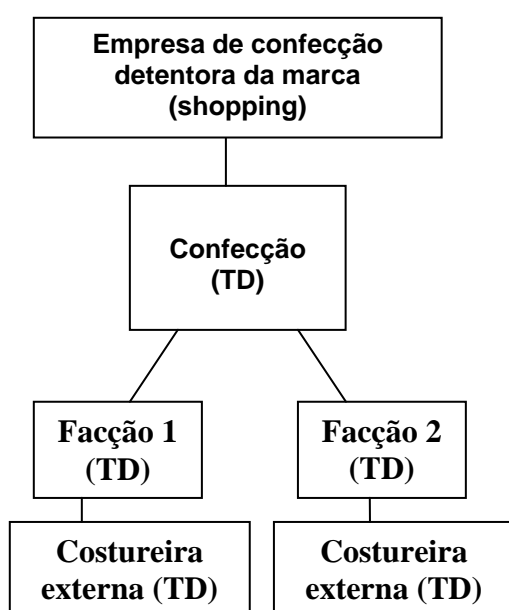 Empresa de confecção
detentora da marca
(shopping)
Confecção
(TD)
Facção 1
(TD)
Facção 2
(TD)
Costureira
externa (TD)
Costureira
externa (TD)